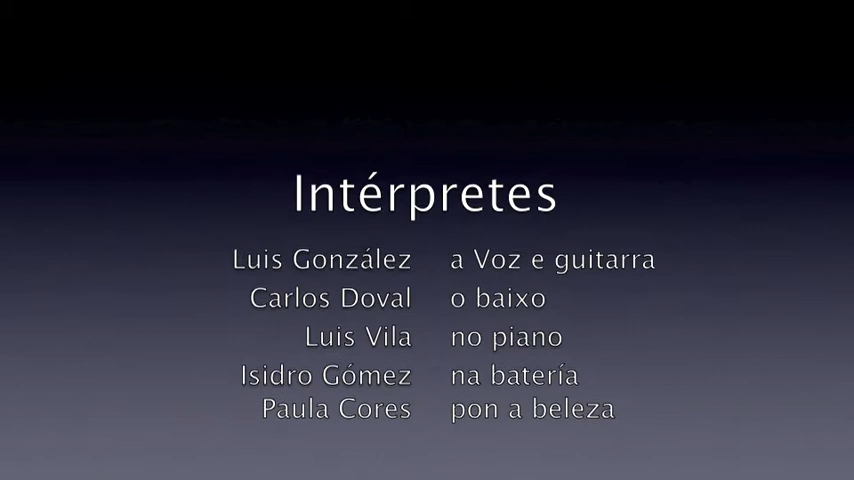 Intérpretes
Luis González a Voz e guitarra
Carlos Doval o baixo
Luis Vila no piano
Isidro Gómez na batería
Paula Cores pon a beleza